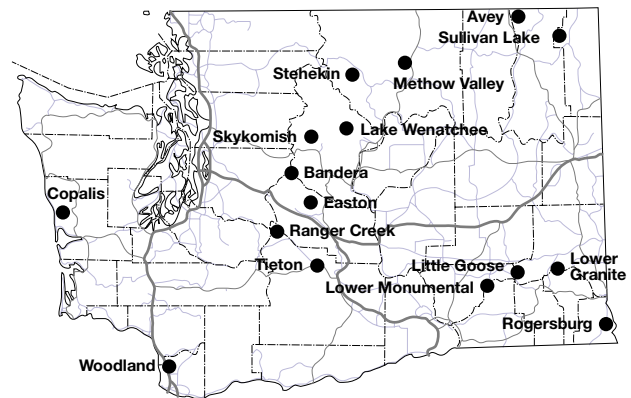 Avey
Sullivan Lake
Stehekin
Methow Valley
Skykomish
Lake Wenatchee
Bandera
Copalis
Easton
Ranger Creek
Tieton
Little Goose
Lower
Granite
Lower Monumental
Rogersburg
Woodland